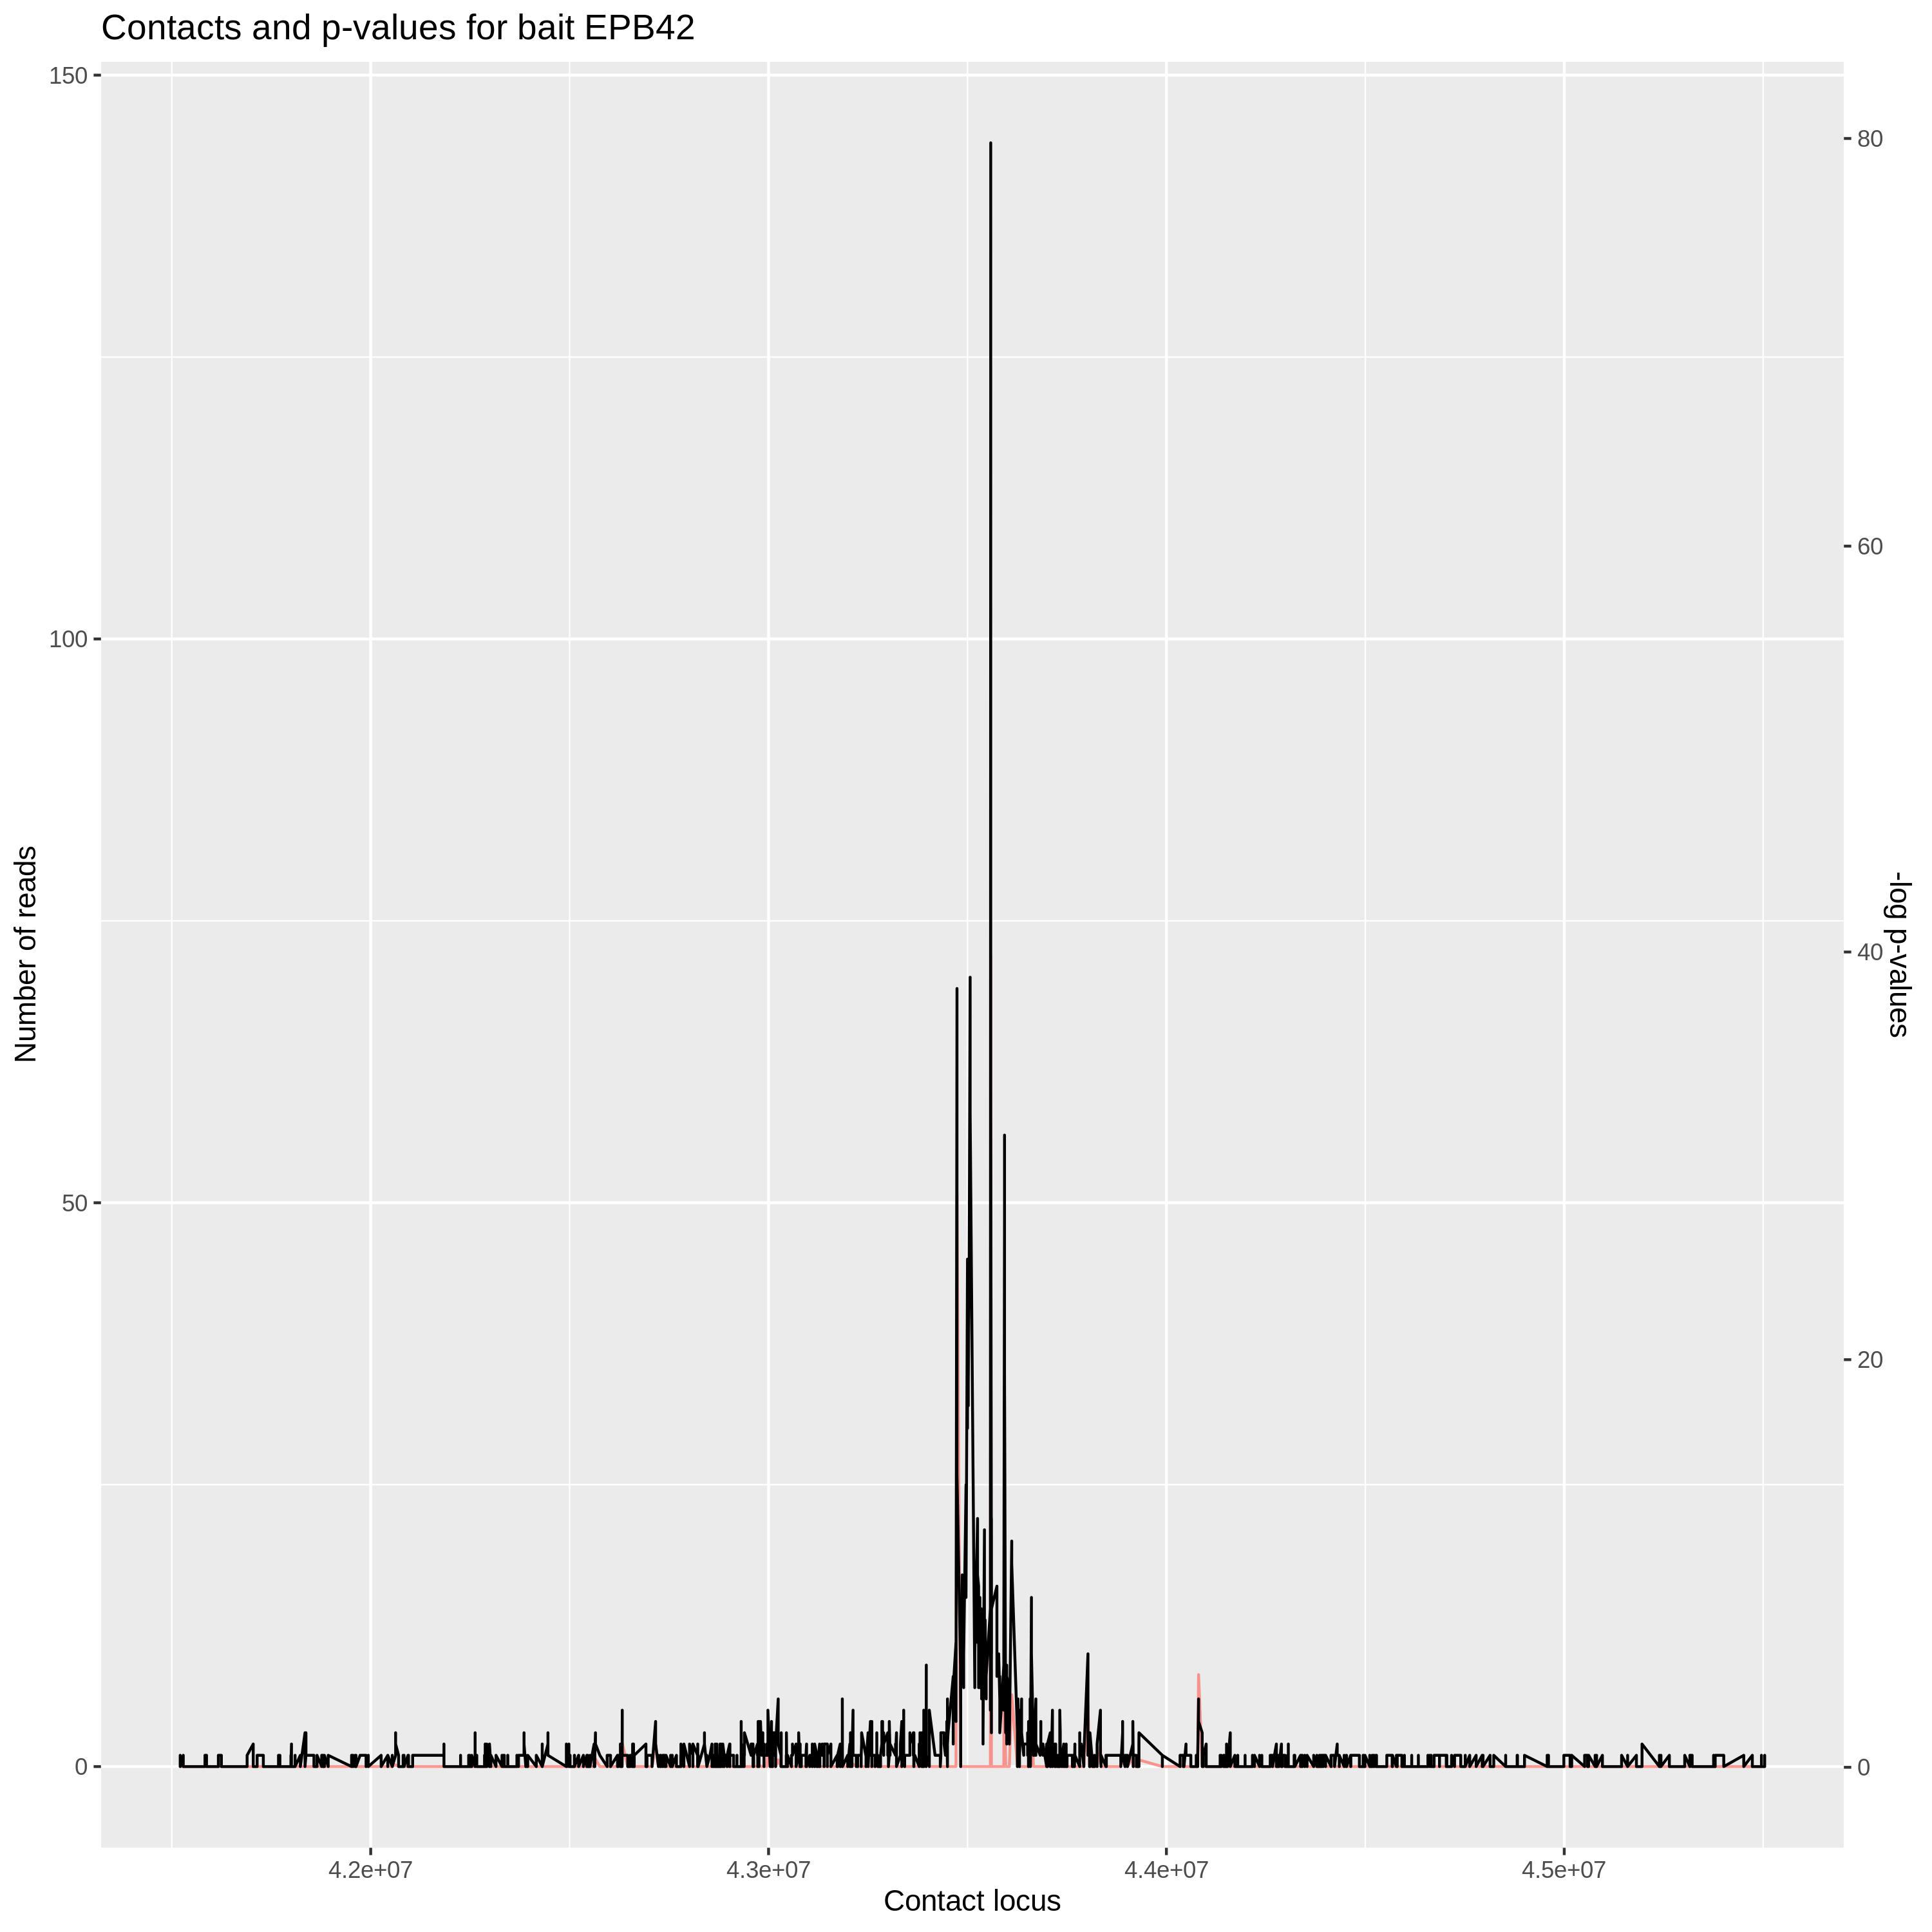 Contacts and p-values for bait EPB42
150
100
50
0
Number of reads
80
60
40
20
0
-log p-values
4.2e+07
4.3e+07
4.4e+07
4.5e+07
Contact locus